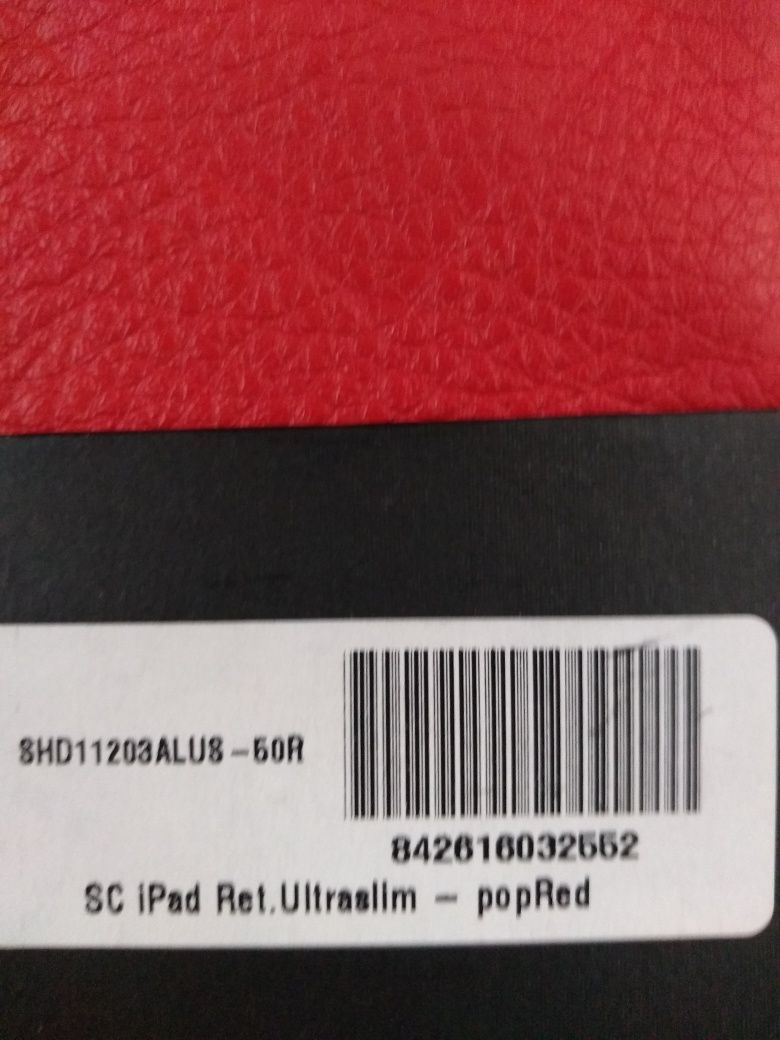 SHD11203ALUS-50R
842616032552
SC iPad Ret.Ultraslim - popRed